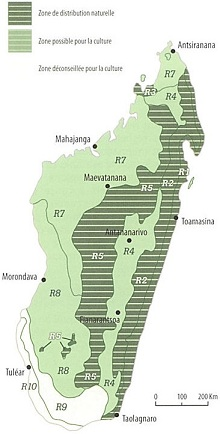 Zone de distribution naturelle
Zone possible pour la culture
Zone déconseillée pour la culture
Antsiranana
R7
R3
R4
Mahajanga
R7
R1
Maevatanana
R5
R2
R7
Toamasina
Antananarivo
R4
R5
Morondava
R2
R8
Fianarantsoa
R5
Tuléar
R8
R10
R5
R4
R9
Taolagnaro
0
100
200 Km